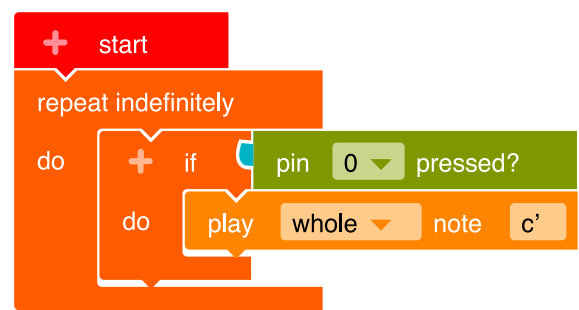 + start
repeat indefinitely
do + if pin 0 pressed?
do play whole note c’